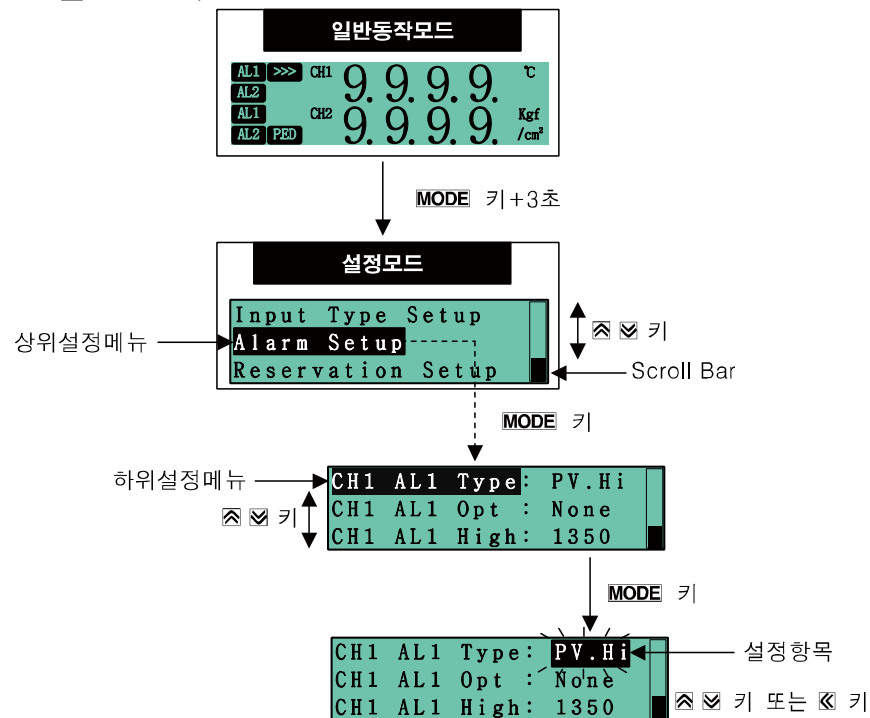 일반동작모드
AL1 >>> CH1 9. 9. 9. 9. ℃
AL2
AL1 CH2 9. 9. 9. 9. Kgf
AL2 PED /cm²
MODE 키+3초
설정모드
Input Type Setup
상위설정메뉴 Alarm Setup 키
Reservation Setup Scroll Bar
MODE 키
하위설정메뉴 CH1 AL1 Type: PV.Hi
키 CH1 AL1 Opt : None
CH1 AL1 High: 1350
MODE 키
CH1 AL1 Type: PV.Hi 설정항목
CH1 AL1 Opt : None
CH1 AL1 High: 1350 키 또는 키